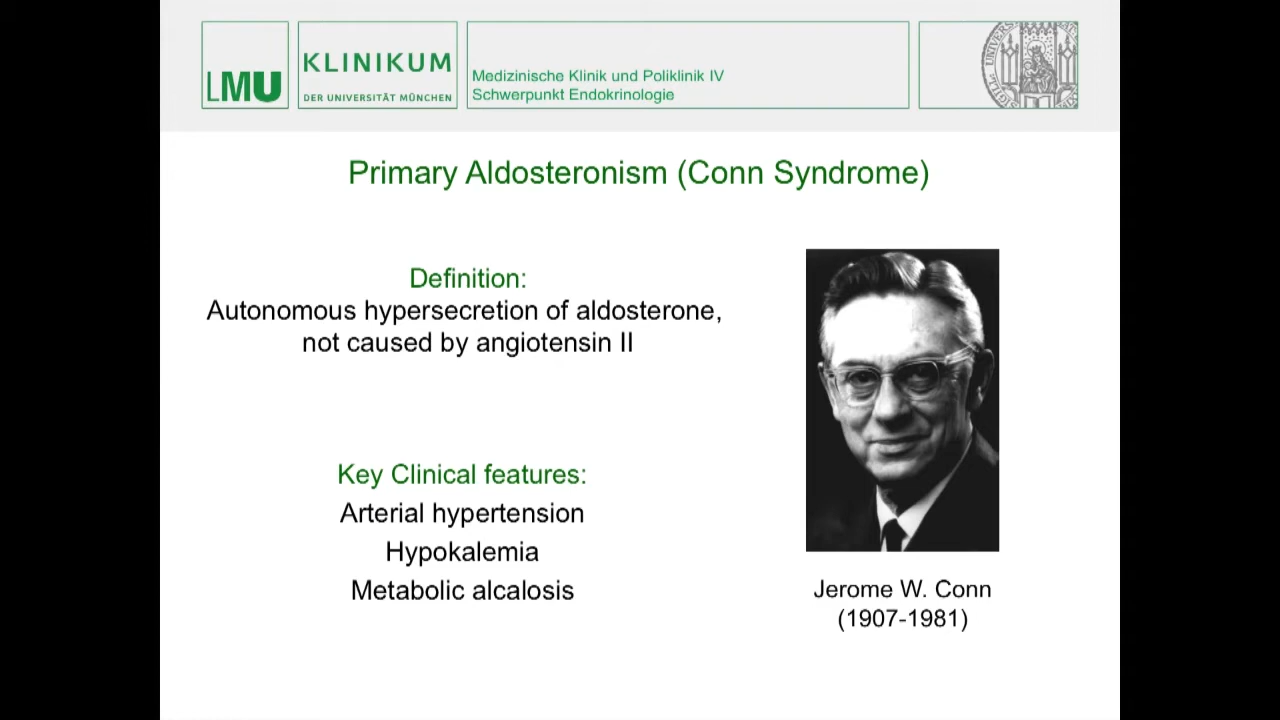 LMU
KLINIKUM
DER UNIVERSITÄT MÜNCHEN
Medizinische Klinik und Poliklinik IV
Schwerpunkt Endokrinologie
Primary Aldosteronism (Conn Syndrome)
Definition:
Autonomous hypersecretion of aldosterone,
not caused by angiotensin II
Key Clinical features:
Arterial hypertension
Hypokalemia
Metabolic alcalosis
Jerome W. Conn
(1907-1981)